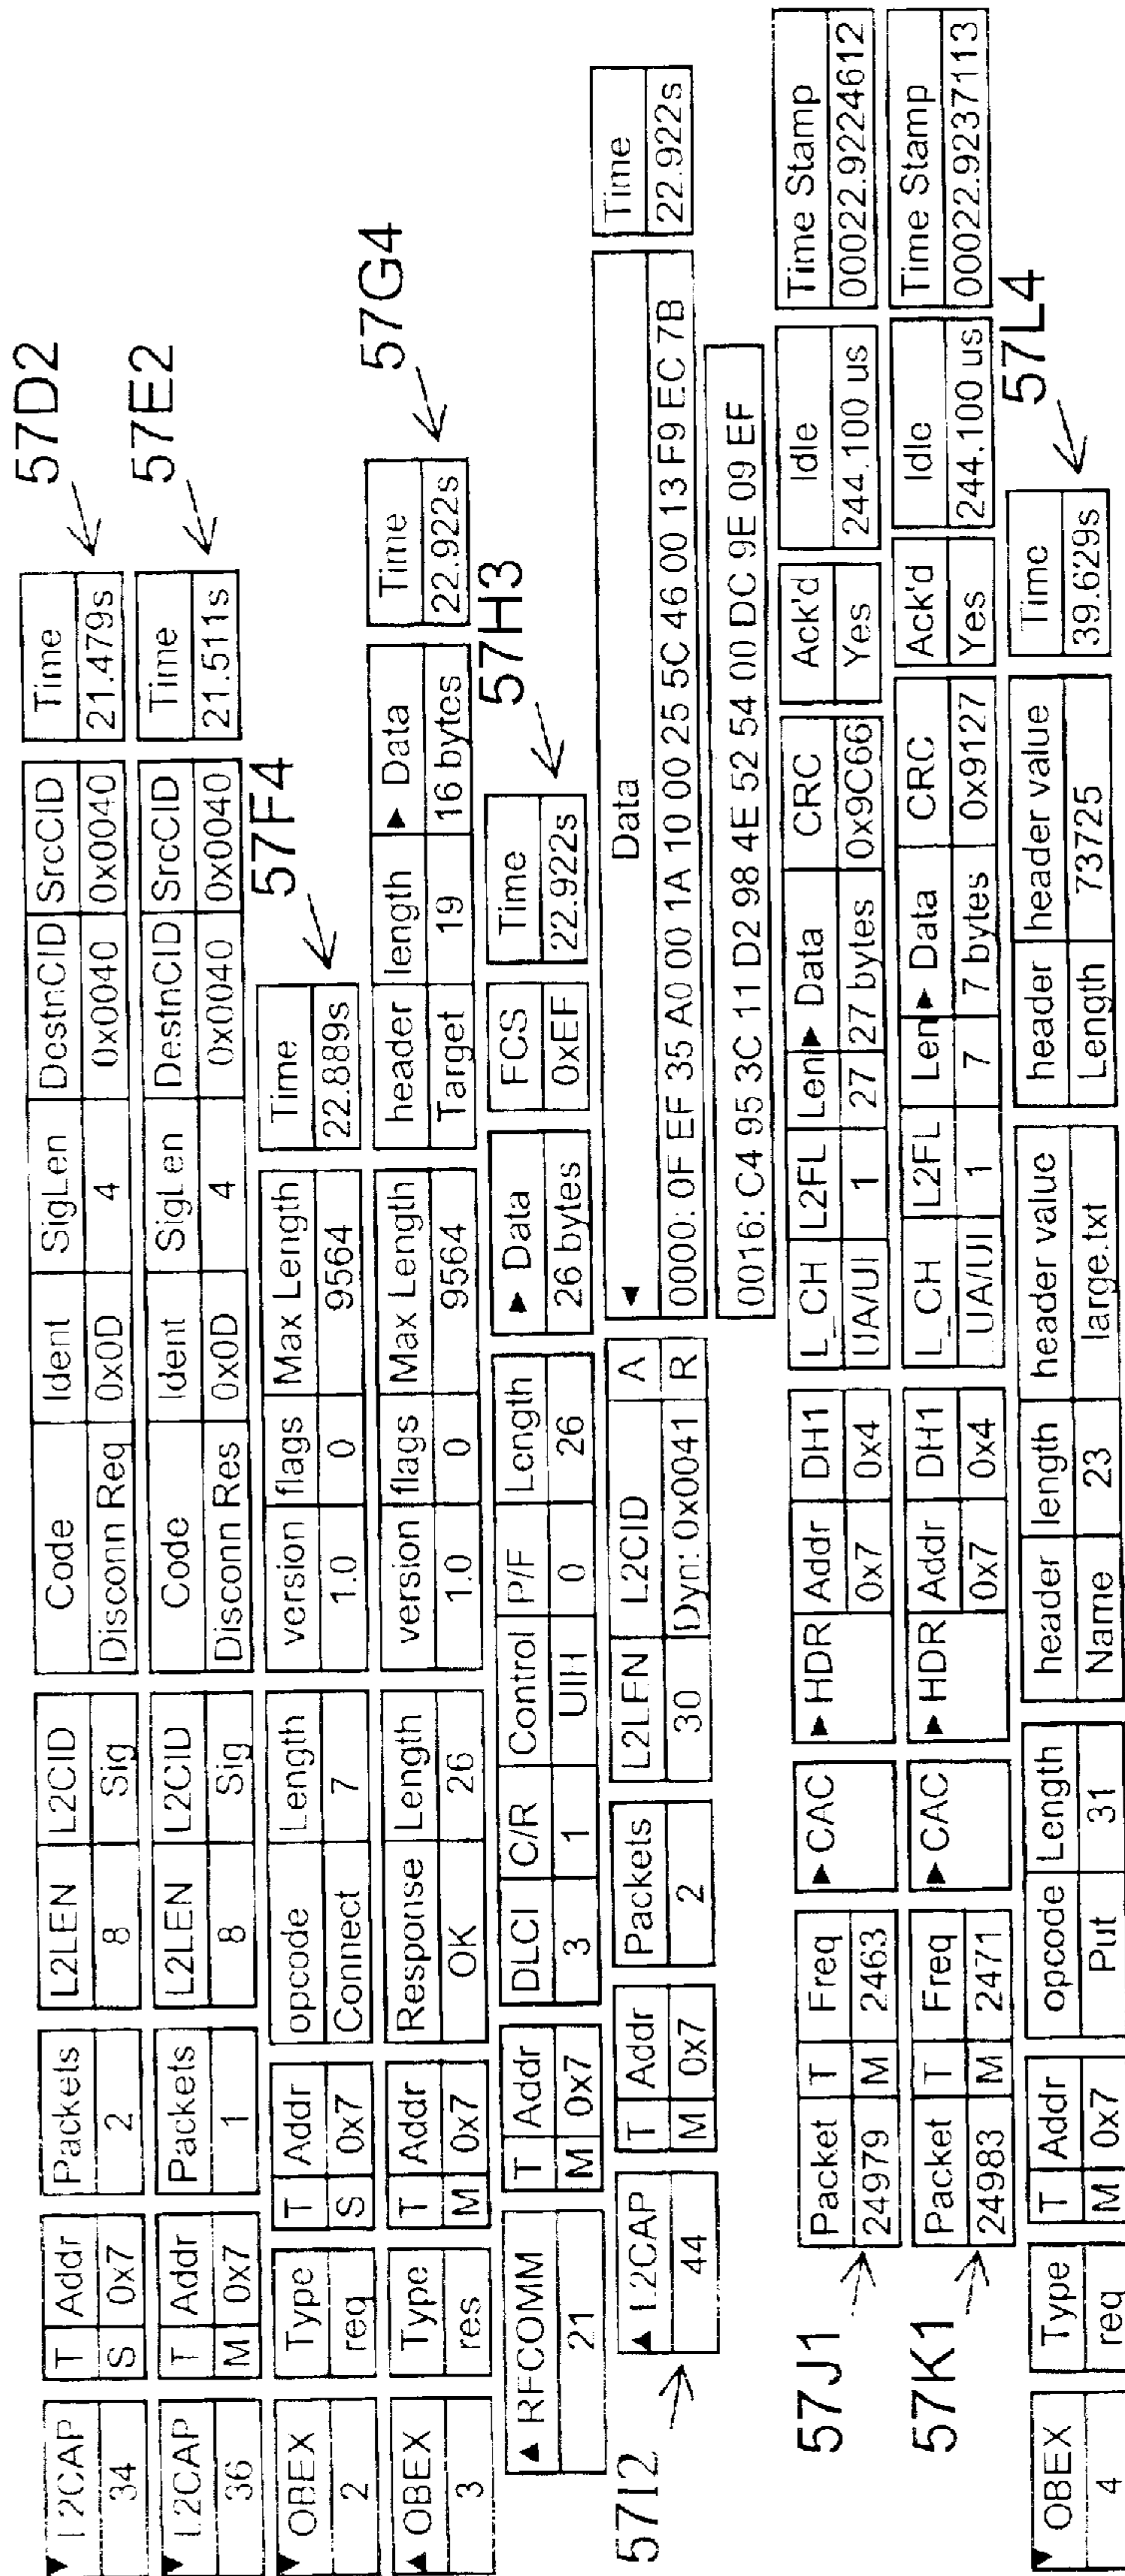 L2CAP T Addr Packets L2LEN L2CID Code Ident SigLen DestnCID SrcCID Time 57D2
34 S 0x7 2 8 Sig Disconn Req 0x0D 4 0x0040 0x0040 21.479s
L2CAP T Addr Packets L2LEN L2CID Code Ident SigLen DestnCID SrcCID Time 57E2
36 M 0x7 1 8 Sig Disconn Res 0x0D 4 0x0040 0x0040 21.511s
57F4
OBEX Type T Addr opcode Length version flags Max Length Time
2 req S 0x7 Connect 7 1.0 0 9564 22.889s
57G4
OBEX Type T Addr Response Length version flags Max Length header length Data Time
3 res M 0x7 OK 26 1.0 0 9564 Target 19 16 bytes 22.922s
57H3
RFCOMM T Addr DLCI C/R Control P/F Length Data FCS Time
21 M 0x7 3 1 UIH 0 26 26 bytes 0xEF 22.922s
57I2
L2CAP T Addr Packets L2LEN L2CID A Data Time
44 M 0x7 2 30 Dyn: 0x0041 R 0000: 0F EF 35 A0 00 1A 10 00 25 5C 46 00 13 F9 EC 7B 22.922s
0016: C4 95 3C 11 D2 98 4E 52 54 00 DC 9E 09 EF
57J1
Packet T Freq CAC HDR Addr DH1 L_CH L2FL Len Data CRC Ack'd Idle Time Stamp
24979 M 2463 0x7 0x4 UA/UI 1 27 27 bytes 0x9C66 Yes 244.100 us 00022.9224612
57K1
Packet T Freq CAC HDR Addr DH1 L_CH L2FL Len Data CRC Ack'd Idle Time Stamp
24983 M 2471 0x7 0x4 UA/UI 1 7 7 bytes 0x9127 Yes 244.100 us 00022.9237113
57L4
OBEX Type T Addr opcode Length header length header value header header value Time
4 req M 0x7 Put 31 Name 23 large.txt Length 73725 39.629s